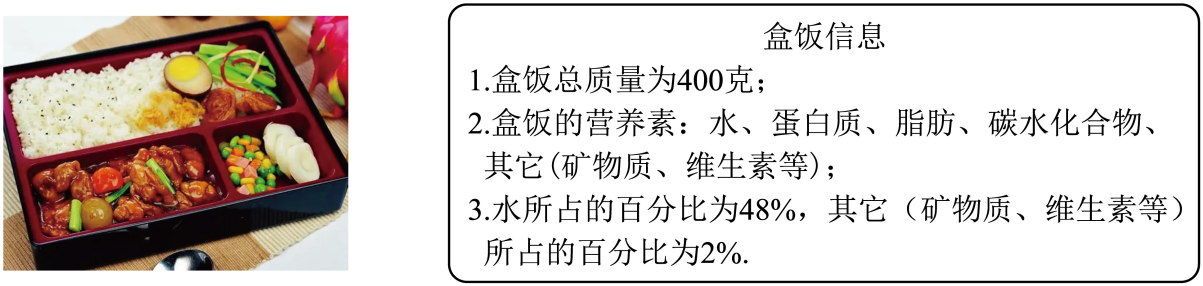 盒饭信息
1.盒饭总质量为400克；
2.盒饭的营养素：水、蛋白质、脂肪、碳水化合物、
其它(矿物质、维生素等)；
3.水所占的百分比为48%，其它（矿物质、维生素等）
所占的百分比为2%.